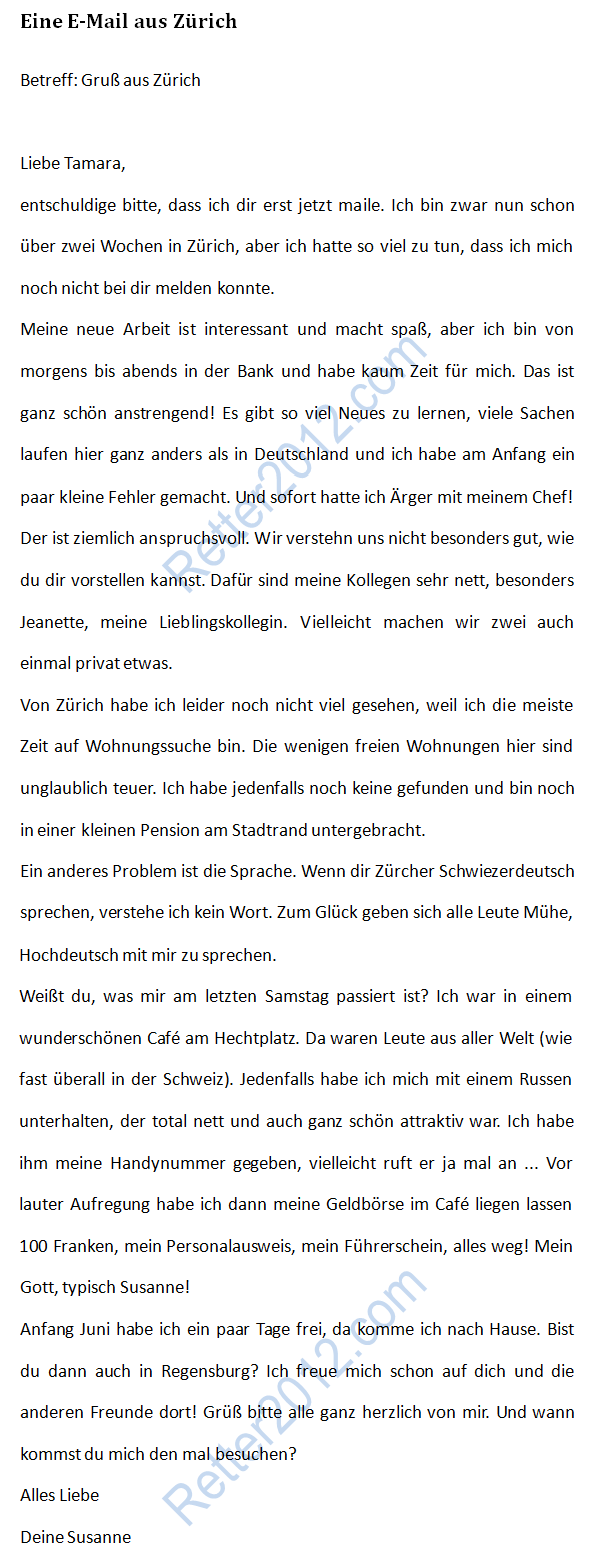 Eine E-Mail aus Zürich
Betreff: Gruß aus Zürich
Liebe Tamara,
entschuldige bitte, dass ich dir erst jetzt maile. Ich bin zwar nun schon
über zwei Wochen in Zürich, aber ich hatte so viel zu tun, dass ich mich
noch nicht bei dir melden konnte.
Meine neue Arbeit ist interessant und macht spaß, aber ich bin von
morgens bis abends in der Bank und habe kaum Zeit für mich. Das ist
ganz schön anstrengend! Es gibt so viel Neues zu lernen, viele Sachen
laufen hier ganz anders als in Deutschland und ich habe am Anfang ein
paar kleine Fehler gemacht. Und sofort hatte ich Ärger mit meinem Chef!
Der ist ziemlich anspruchsvoll. Wir verstehn uns nicht besonders gut, wie
du dir vorstellen kannst. Dafür sind meine Kollegen sehr nett, besonders
Jeanette, meine Lieblingskollegin. Vielleicht machen wir zwei auch
einmal privat etwas.
Von Zürich habe ich leider noch nicht viel gesehen, weil ich die meiste
Zeit auf Wohnungssuche bin. Die wenigen freien Wohnungen hier sind
unglaublich teuer. Ich habe jedenfalls noch keine gefunden und bin noch
in einer kleinen Pension am Stadtrand untergebracht.
Ein anderes Problem ist die Sprache. Wenn dir Zürcher Schwiezerdeutsch
sprechen, verstehe ich kein Wort. Zum Glück geben sich alle Leute Mühe,
Hochdeutsch mit mir zu sprechen.
Weißt du, was mir am letzten Samstag passiert ist? Ich war in einem
wunderschönen Café am Hechtplatz. Da waren Leute aus aller Welt (wie
fast überall in der Schweiz). Jedenfalls habe ich mich mit einem Russen
unterhalten, der total nett und auch ganz schön attraktiv war. Ich habe
ihm meine Handynummer gegeben, vielleicht ruft er ja mal an ... Vor
lauter Aufregung habe ich dann meine Geldbörse im Café liegen lassen
100 Franken, mein Personalausweis, mein Führerschein, alles weg! Mein
Gott, typisch Susanne!
Anfang Juni habe ich ein paar Tage frei, da komme ich nach Hause. Bist
du dann auch in Regensburg? Ich freue mich schon auf dich und die
anderen Freunde dort! Grüß bitte alle ganz herzlich von mir. Und wann
kommst du mich den mal besuchen?
Alles Liebe
Deine Susanne
Retter2012.com
Retter2012.com